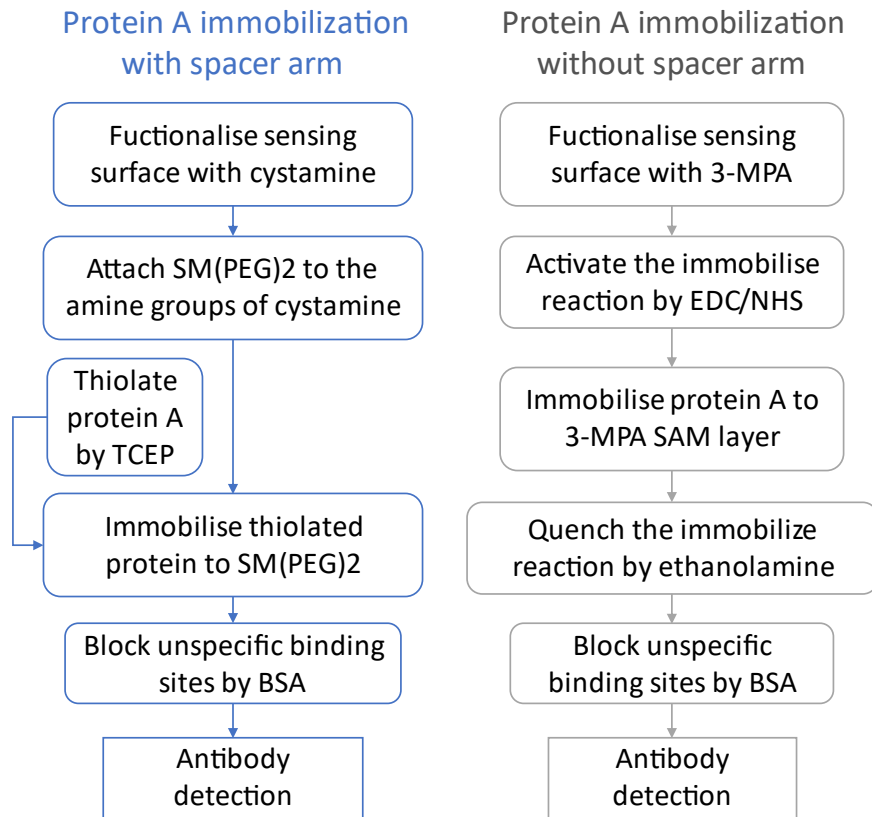 Protein A immobilization
with spacer arm
Fuctionalise sensing
surface with cystamine
Attach SM(PEG)2 to the
amine groups of cystamine
Thiolate
protein A
by TCEP
Immobilise thiolated
protein to SM(PEG)2
Block unspecific binding
sites by BSA
Antibody
detection
Protein A immobilization
without spacer arm
Fuctionalise sensing
surface with 3-MPA
Activate the immobilise
reaction by EDC/NHS
Immobilise protein A to
3-MPA SAM layer
Quench the immobilize
reaction by ethanolamine
Block unspecific
binding sites by BSA
Antibody
detection